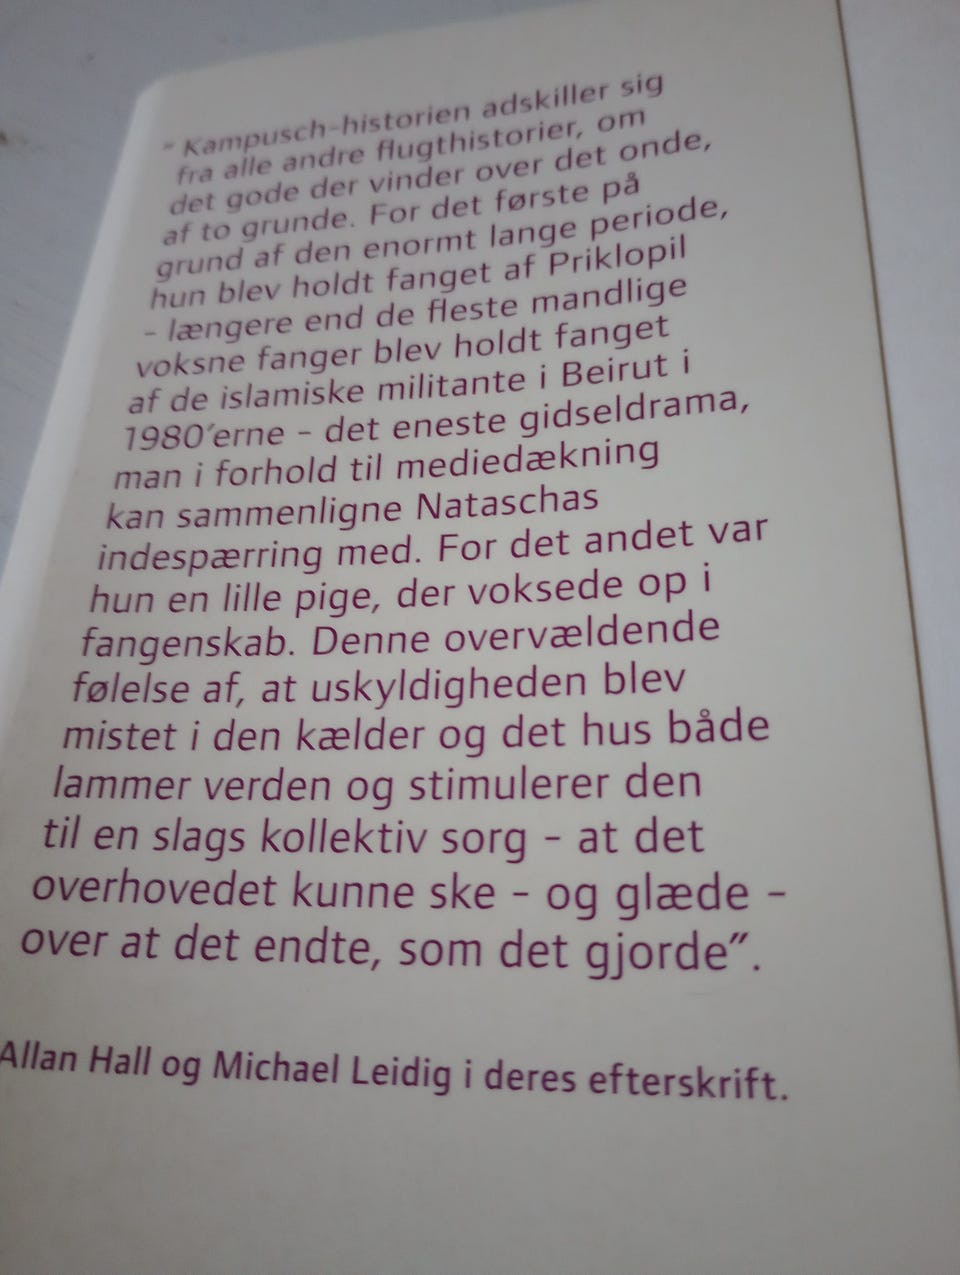 " Kampusch-historien adskiller sig
fra alle andre flugthistorier, om
det gode der vinder over det onde,
af to grunde. For det første på
grund af den enormt lange periode,
hun blev holdt fanget af Priklopil
- længere end de fleste mandlige
voksne fanger blev holdt fanget
af de islamiske militante i Beirut i
1980'erne - det eneste gidseldrama,
man i forhold til mediedækning
kan sammenligne Nataschas
indespærring med. For det andet var
hun en lille pige, der voksede op i
fangenskab. Denne overvældende
følelse af, at uskyldigheden blev
mistet i den kælder og det hus både
lammer verden og stimulerer den
til en slags kollektiv sorg - at det
overhovedet kunne ske - og glæde -
over at det endte, som det gjorde".
Allan Hall og Michael Leidig i deres efterskrift.